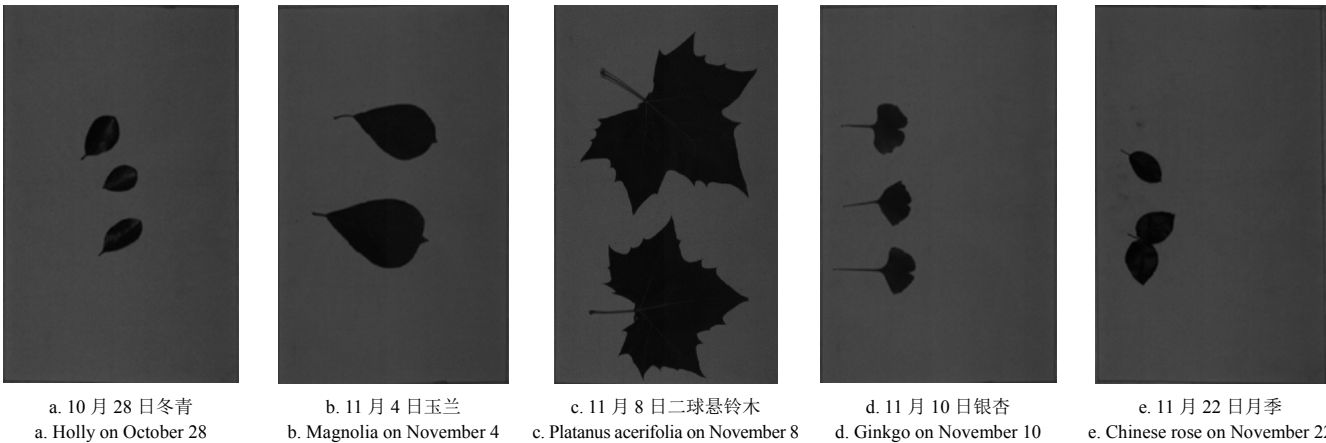 a. 10 月 28 日冬青
a. Holly on October 28
b. 11 月 4 日玉兰
b. Magnolia on November 4
c. 11 月 8 日二球悬铃木
c. Platanus acerifolia on November 8
d. 11 月 10 日银杏
d. Ginkgo on November 10
e. 11 月 22 日月季
e. Chinese rose on November 22